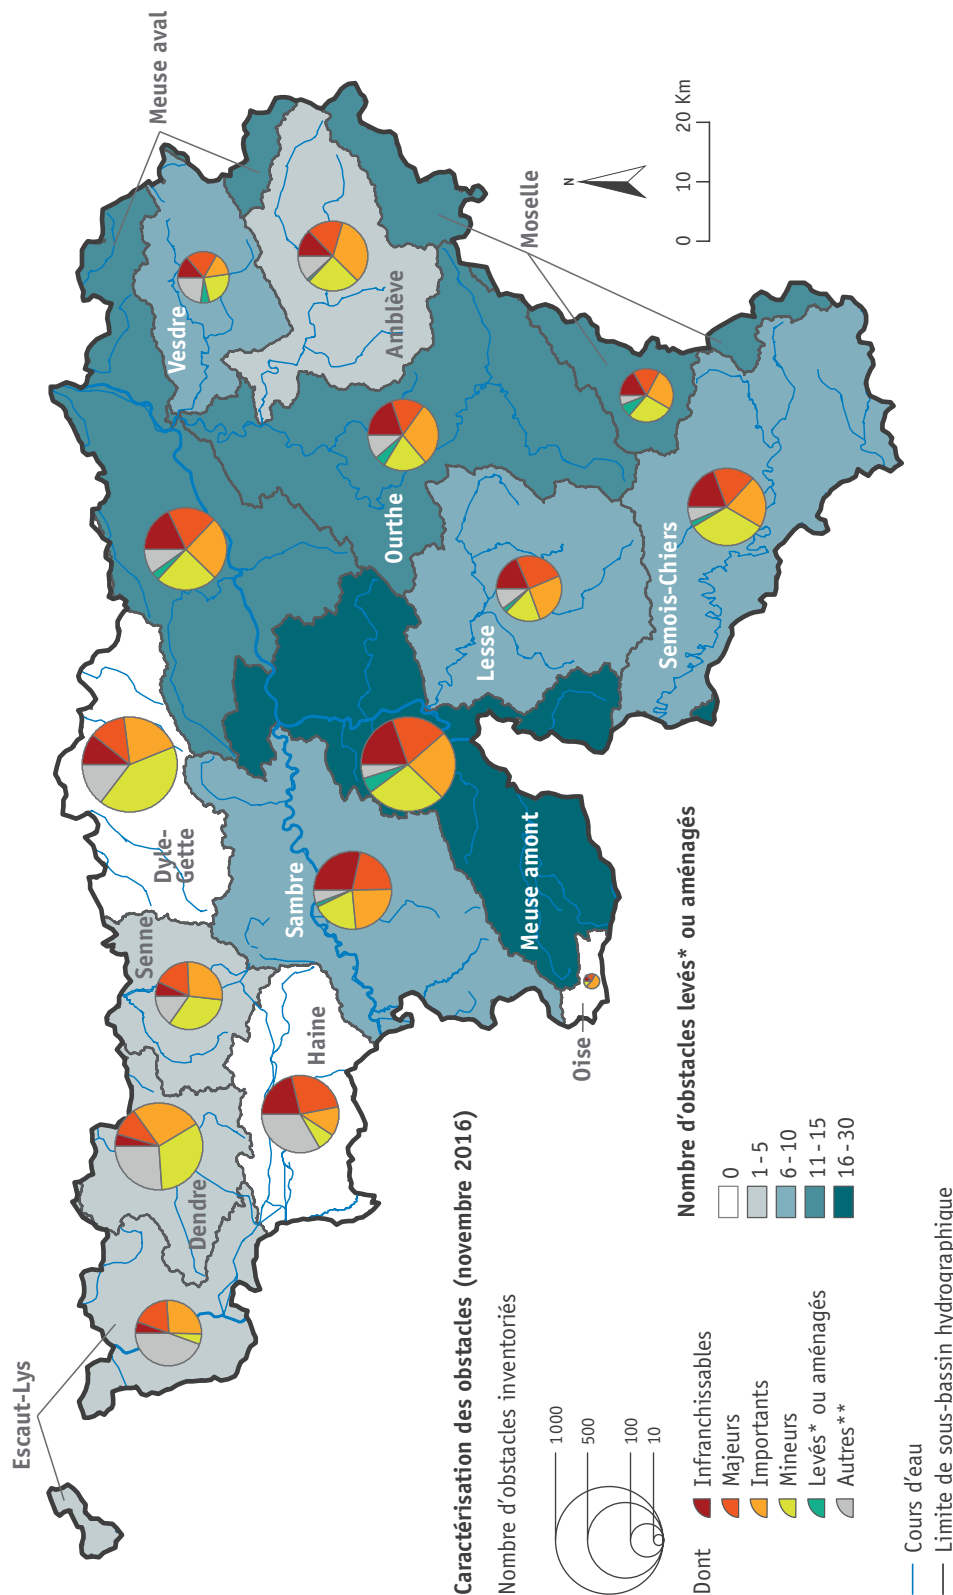 Escaut-Lys
Dendre
Senne
Dyle-
Gette
Haine
Oise
Sambre
Meuse amont
Meuse aval
Vesdre
Amblève
Ourthe
Lesse
Semois-Chiers
Moselle
N
0 10 20 Km
Caractérisation des obstacles (novembre 2016)
Nombre d'obstacles inventoriés
1000
500
100
10
Dont
Infranchissables
Majeurs
Importants
Mineurs
Levés* ou aménagés
Autres**
Nombre d'obstacles levés* ou aménagés
0
1 - 5
6 - 10
11 - 15
16 - 30
Cours d'eau
Limite de sous-bassin hydrographique